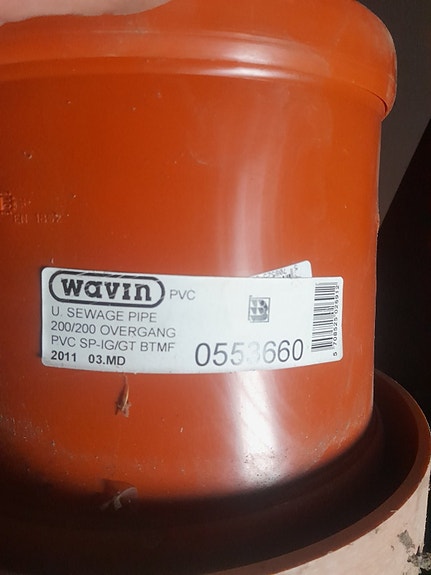 wavin PVC
U. SEWAGE PIPE
200/200 OVERGANG
PVC SP-IG/GT BTMF
2011 03.MD
0553660